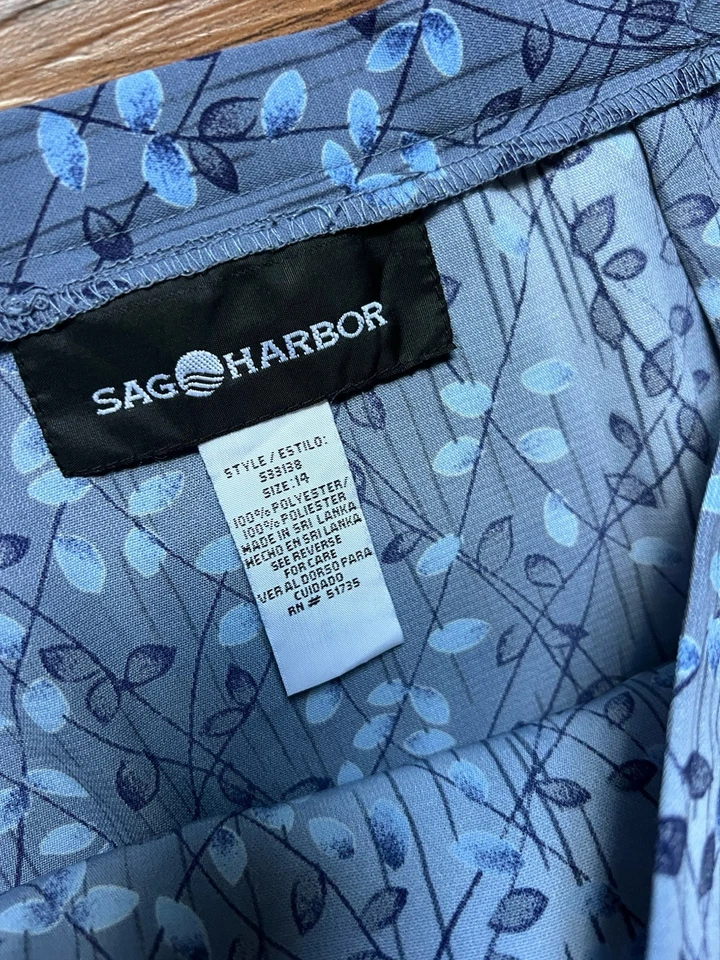 SAG HARBOR
STYLE/ESTILO:
S33138
SIZE:14
100% POLYESTER/
100% POLIESTER
MADE IN SRI LANKA
HECHO EN SRI LANKA
SEE REVERSE
FOR CARE
VER AL DORSO PARA
CUIDADO
RN # 51735